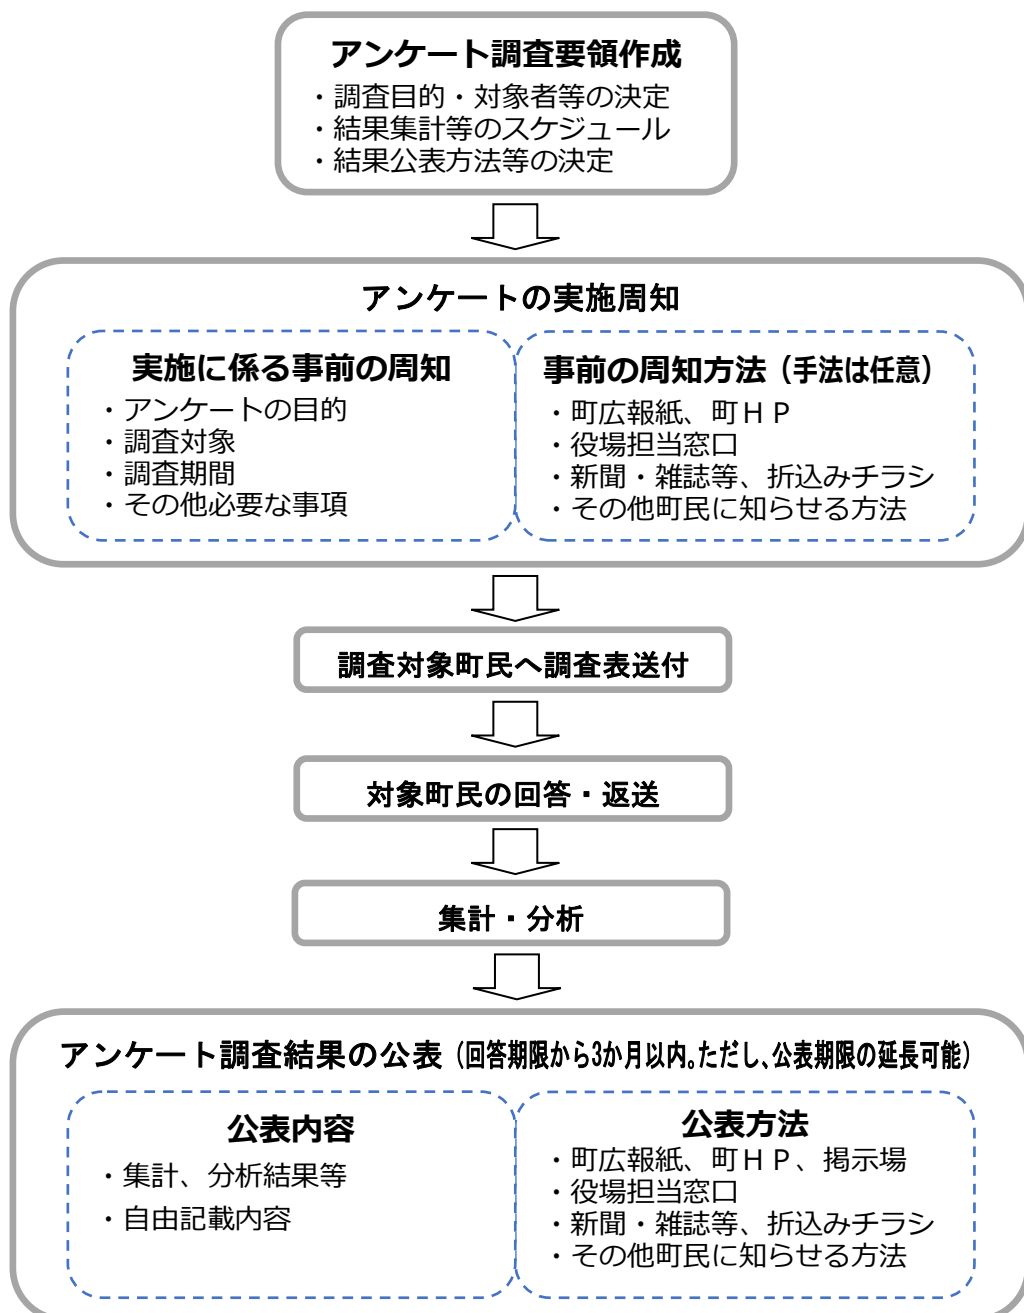 アンケート調査要領作成
・調査目的・対象者等の決定
・結果集計等のスケジュール
・結果公表方法等の決定
アンケートの実施周知
実施に係る事前の周知
・アンケートの目的
・調査対象
・調査期間
・その他必要な事項
事前の周知方法（手法は任意）
・町広報紙、町ＨＰ
・役場担当窓口
・新聞・雑誌等、折込みチラシ
・その他町民に知らせる方法
調査対象町民へ調査表送付
対象町民の回答・返送
集計・分析
アンケート調査結果の公表（回答期限から3か月以内。ただし、公表期限の延長可能）
公表内容
・集計、分析結果等
・自由記載内容
公表方法
・町広報紙、町ＨＰ、掲示場
・役場担当窓口
・新聞・雑誌等、折込みチラシ
・その他町民に知らせる方法